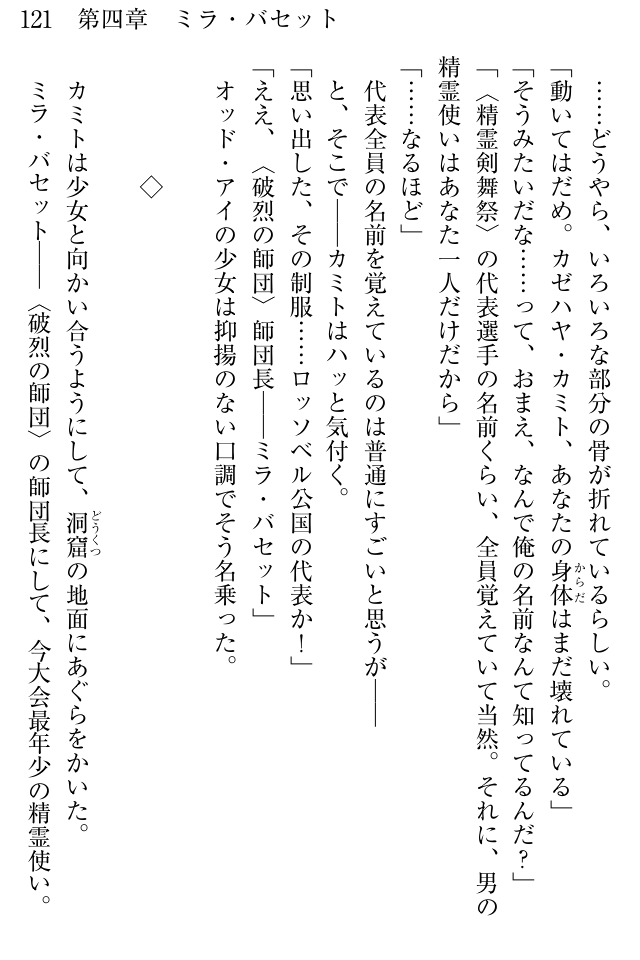 121　第四章　ミラ・バセット
……どうやら、いろいろな部分の骨が折れているらしい。
「動いてはだめ。カゼハヤ・カミト、あなたの身体はまだ壊れている」
からだ
「そうみたいだな……って、おまえ、なんで俺の名前なんて知ってるんだ？」
「〈精霊剣舞祭〉の代表選手の名前くらい、全員覚えていて当然。それに、男の
精霊使いはあなた一人だけだから」
「……なるほど」
代表全員の名前を覚えているのは普通にすごいと思うが――
と、そこで――カミトはハッと気付く。
「思い出した、その制服……ロッソベル公国の代表か！」
「ええ、〈破烈の師団〉師団長――ミラ・バセット」
オッド・アイの少女は抑揚のない口調でそう名乗った。
◇
カミトは少女と向かい合うようにして、洞窟の地面にあぐらをかいた。
どうくつ
ミラ・バセット――〈破烈の師団〉の師団長にして、今大会最年少の精霊使い。